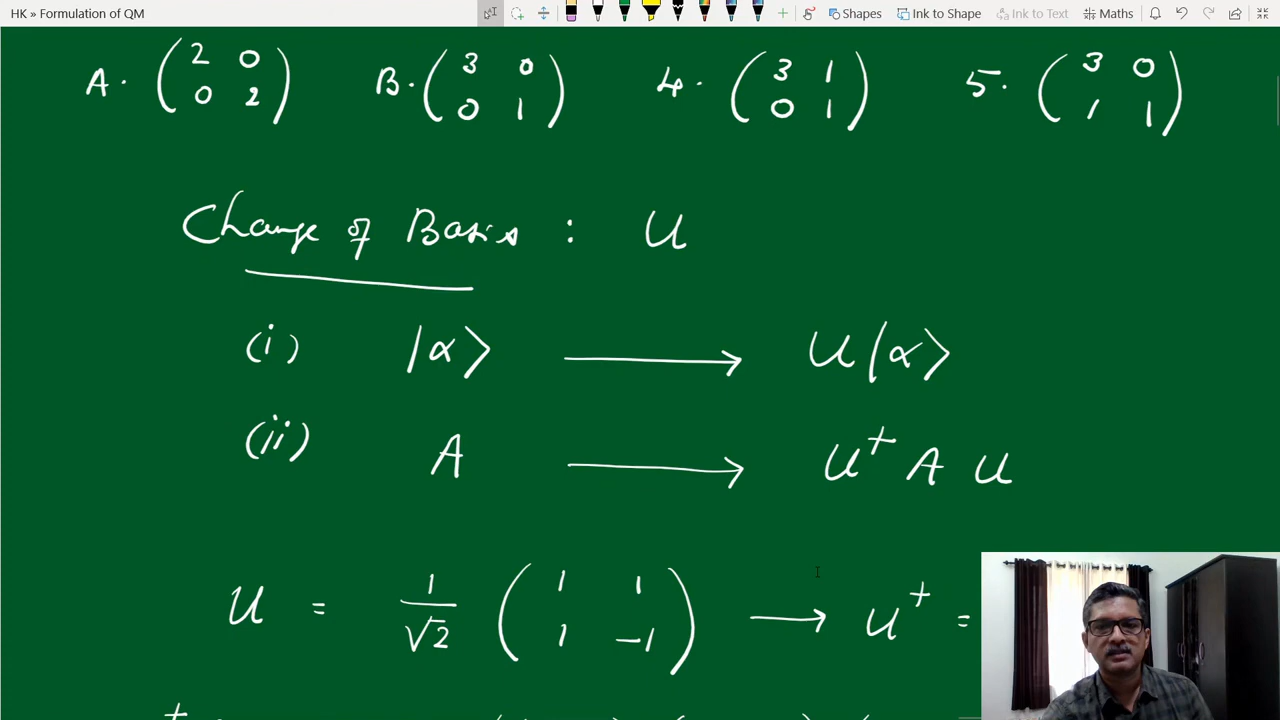 HK » Formulation of QM Shapes Ink to Shape Ink to Text Maths
A. (2 0 B. (3 0 4. (3 1 5. (3 0
0 2) 0 1) 0 1) 1 1)
Change of Basis : U
(i) |α⟩ ⟶ U|α⟩
(ii) A ⟶ U⁺ A U
U = 1/√2 (1 1 ⟶ U⁺ =
1 -1)